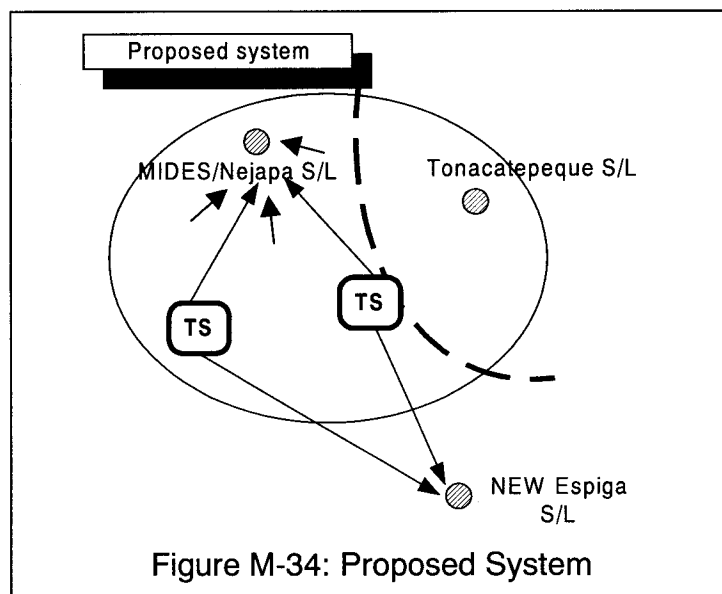 Proposed system
MIDES/Nejapa S/L
Tonacatepeque S/L
TS
TS
NEW Espiga
S/L
Figure M-34: Proposed System